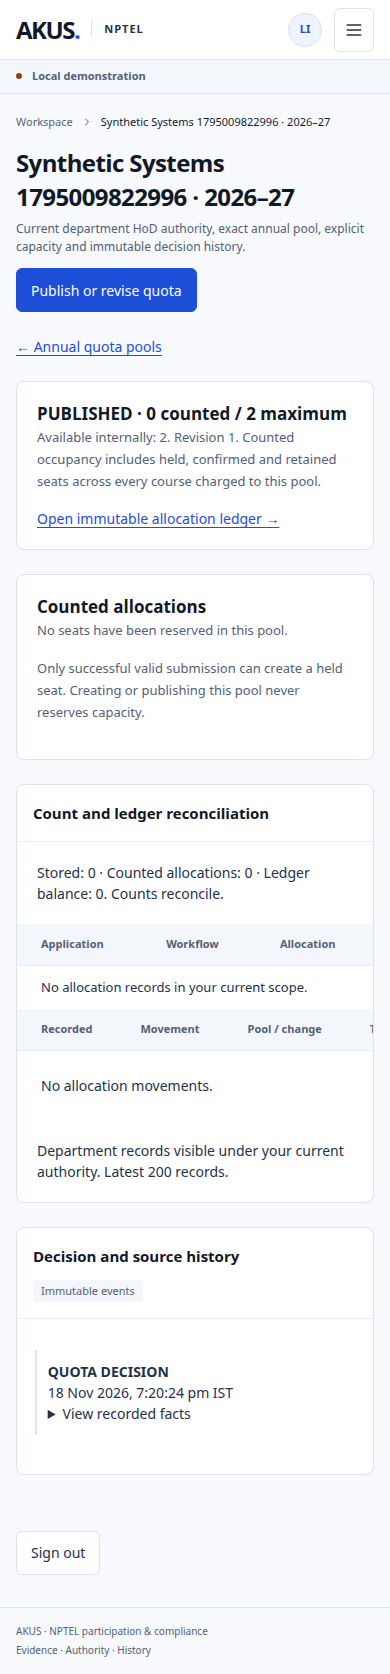 AKUS. NPTEL LI
Local demonstration
Workspace > Synthetic Systems 1795009822996 · 2026–27
Synthetic Systems
1795009822996 · 2026–27
Current department HoD authority, exact annual pool, explicit
capacity and immutable decision history.
Publish or revise quota
← Annual quota pools
PUBLISHED · 0 counted / 2 maximum
Available internally: 2. Revision 1. Counted
occupancy includes held, confirmed and retained
seats across every course charged to this pool.
Open immutable allocation ledger →
Counted allocations
No seats have been reserved in this pool.
Only successful valid submission can create a held
seat. Creating or publishing this pool never
reserves capacity.
Count and ledger reconciliation
Stored: 0 · Counted allocations: 0 · Ledger
balance: 0. Counts reconcile.
Application Workflow Allocation
No allocation records in your current scope.
Recorded Movement Pool / change
No allocation movements.
Department records visible under your current
authority. Latest 200 records.
Decision and source history
Immutable events
QUOTA DECISION
18 Nov 2026, 7:20:24 pm IST
▶ View recorded facts
Sign out
AKUS · NPTEL participation & compliance
Evidence · Authority · History